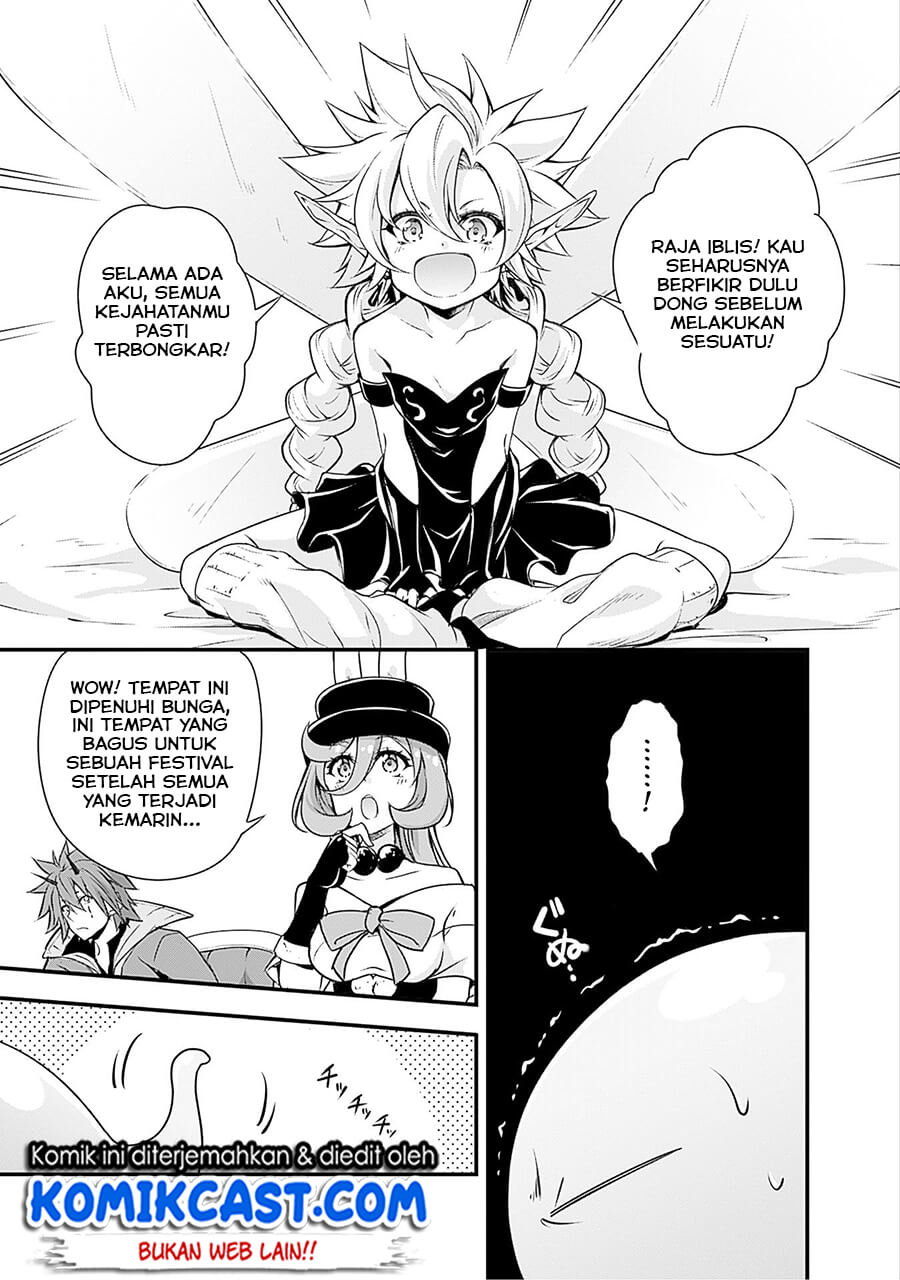 RAJA IBLIS! KAU
SEHARUSNYA
BERFIKIR DULU
DONG SEBELUM
MELAKUKAN
SESUATU!
SELAMA ADA
AKU, SEMUA
KEJAHATANMU
PASTI
TERBONGKAR!
.....!
ぐぬ…
WOW! TEMPAT INI
DIPENUHI BUNGA,
INI TEMPAT YANG
BAGUS UNTUK
SEBUAH FESTIVAL
SETELAH SEMUA
YANG TERJADI
KEMARIN...
チッチッチッ
Komik ini diterjemahkan & diedit oleh
KOMIKCAST.COM
BUKAN WEB LAIN!!